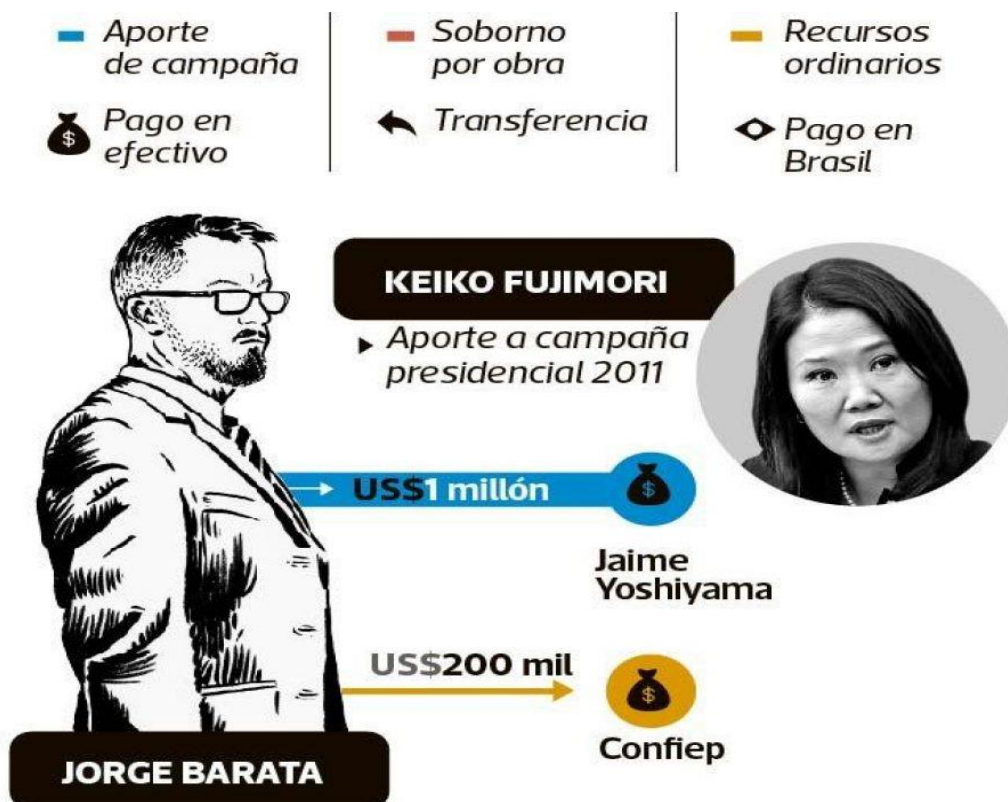 Aporte
de campaña
Soborno
por obra
Recursos
ordinarios
$
Pago en
efectivo
Transferencia
Pago en
Brasil
KEIKO FUJIMORI
Aporte a campaña
presidencial 2011
US$1 millón
$
Jaime
Yoshiyama
US$200 mil
$
Confiep
JORGE BARATA